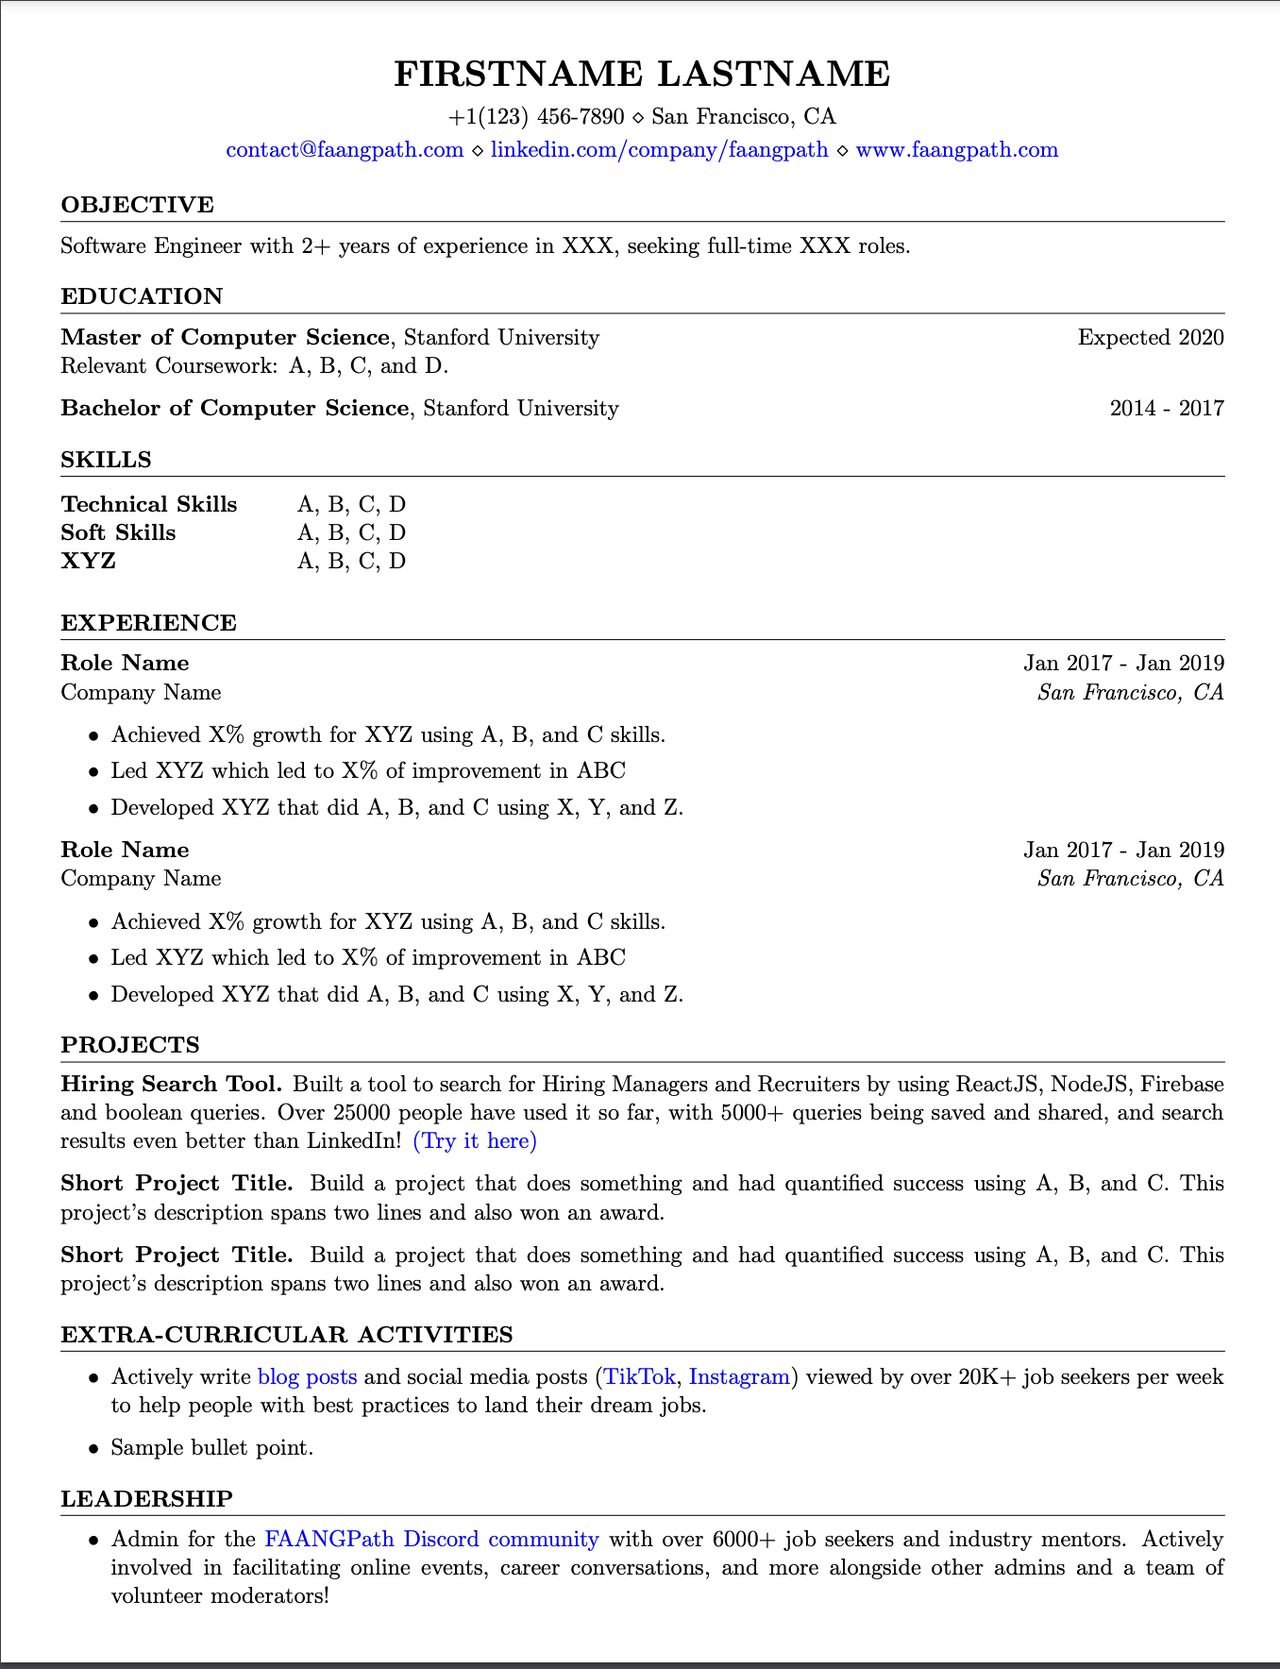 FIRSTNAME LASTNAME
+1(123) 456-7890 ⋄ San Francisco, CA
contact@faangpath.com ⋄ linkedin.com/company/faangpath ⋄ www.faangpath.com
OBJECTIVE
Software Engineer with 2+ years of experience in XXX, seeking full-time XXX roles.
EDUCATION
Master of Computer Science, Stanford University Expected 2020
Relevant Coursework: A, B, C, and D.
Bachelor of Computer Science, Stanford University 2014 - 2017
SKILLS
Technical Skills A, B, C, D
Soft Skills A, B, C, D
XYZ A, B, C, D
EXPERIENCE
Role Name Jan 2017 - Jan 2019
Company Name San Francisco, CA
• Achieved X% growth for XYZ using A, B, and C skills.
• Led XYZ which led to X% of improvement in ABC
• Developed XYZ that did A, B, and C using X, Y, and Z.
Role Name Jan 2017 - Jan 2019
Company Name San Francisco, CA
• Achieved X% growth for XYZ using A, B, and C skills.
• Led XYZ which led to X% of improvement in ABC
• Developed XYZ that did A, B, and C using X, Y, and Z.
PROJECTS
Hiring Search Tool. Built a tool to search for Hiring Managers and Recruiters by using ReactJS, NodeJS, Firebase
and boolean queries. Over 25000 people have used it so far, with 5000+ queries being saved and shared, and search
results even better than LinkedIn! (Try it here)
Short Project Title. Build a project that does something and had quantified success using A, B, and C. This
project's description spans two lines and also won an award.
Short Project Title. Build a project that does something and had quantified success using A, B, and C. This
project's description spans two lines and also won an award.
EXTRA-CURRICULAR ACTIVITIES
• Actively write blog posts and social media posts (TikTok, Instagram) viewed by over 20K+ job seekers per week
to help people with best practices to land their dream jobs.
• Sample bullet point.
LEADERSHIP
• Admin for the FAANGPath Discord community with over 6000+ job seekers and industry mentors. Actively
involved in facilitating online events, career conversations, and more alongside other admins and a team of
volunteer moderators!